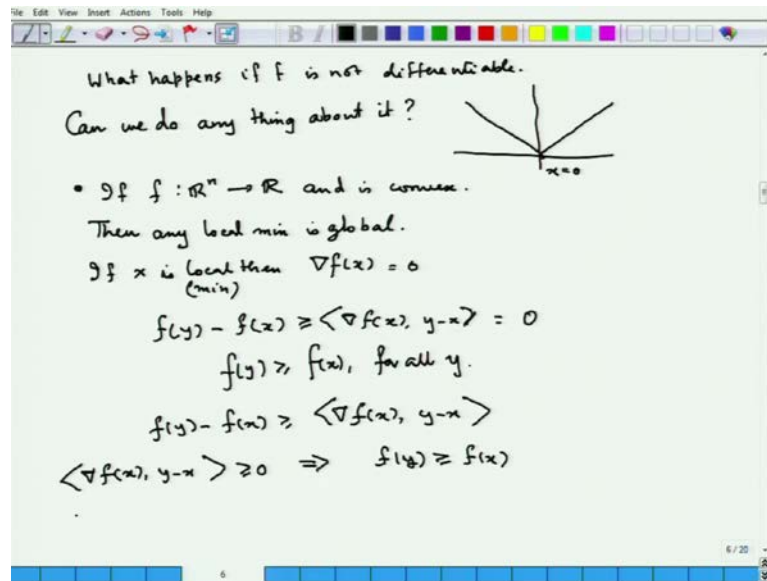 File Edit View Insert Actions Tools Help
B I
What happens if f is not differentiable.
Can we do any thing about it?
x=0
• If f : ℝⁿ → ℝ and is convex.
Then any local min is global.
If x is local then ∇f(x) = 0
(min)
f(y) - f(x) ≥ ⟨∇f(x), y-x⟩ = 0
f(y) ≥ f(x), for all y.
f(y) - f(x) ≥ ⟨∇f(x), y-x⟩
⟨∇f(x), y-x⟩ ≥ 0 ⇒ f(y) ≥ f(x)
6/20
6